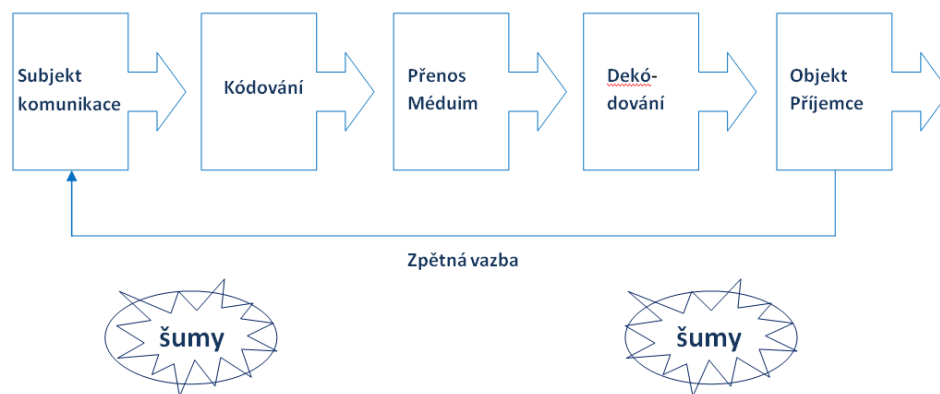 Subjekt
komunikace
Kódování
Přenos
Méduim
Dekó-
dování
Objekt
Příjemce
Zpětná vazba
šumy
šumy